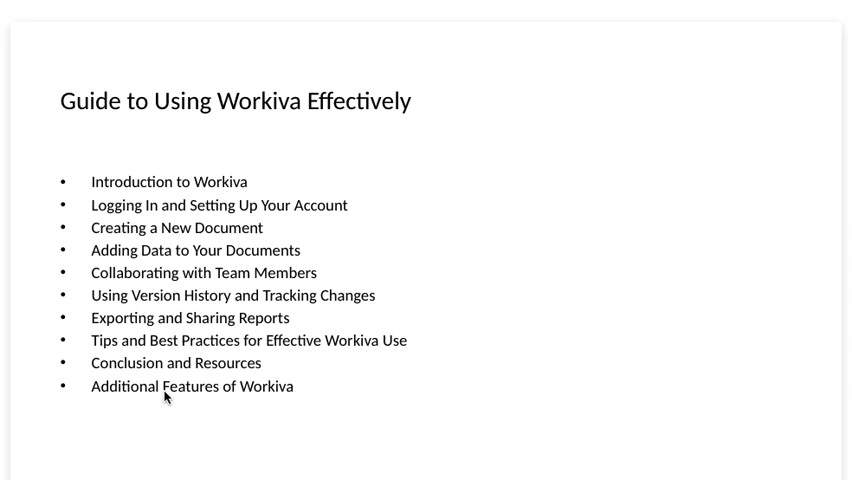 Guide to Using Workiva Effectively
• Introduction to Workiva
• Logging In and Setting Up Your Account
• Creating a New Document
• Adding Data to Your Documents
• Collaborating with Team Members
• Using Version History and Tracking Changes
• Exporting and Sharing Reports
• Tips and Best Practices for Effective Workiva Use
• Conclusion and Resources
• Additional Features of Workiva